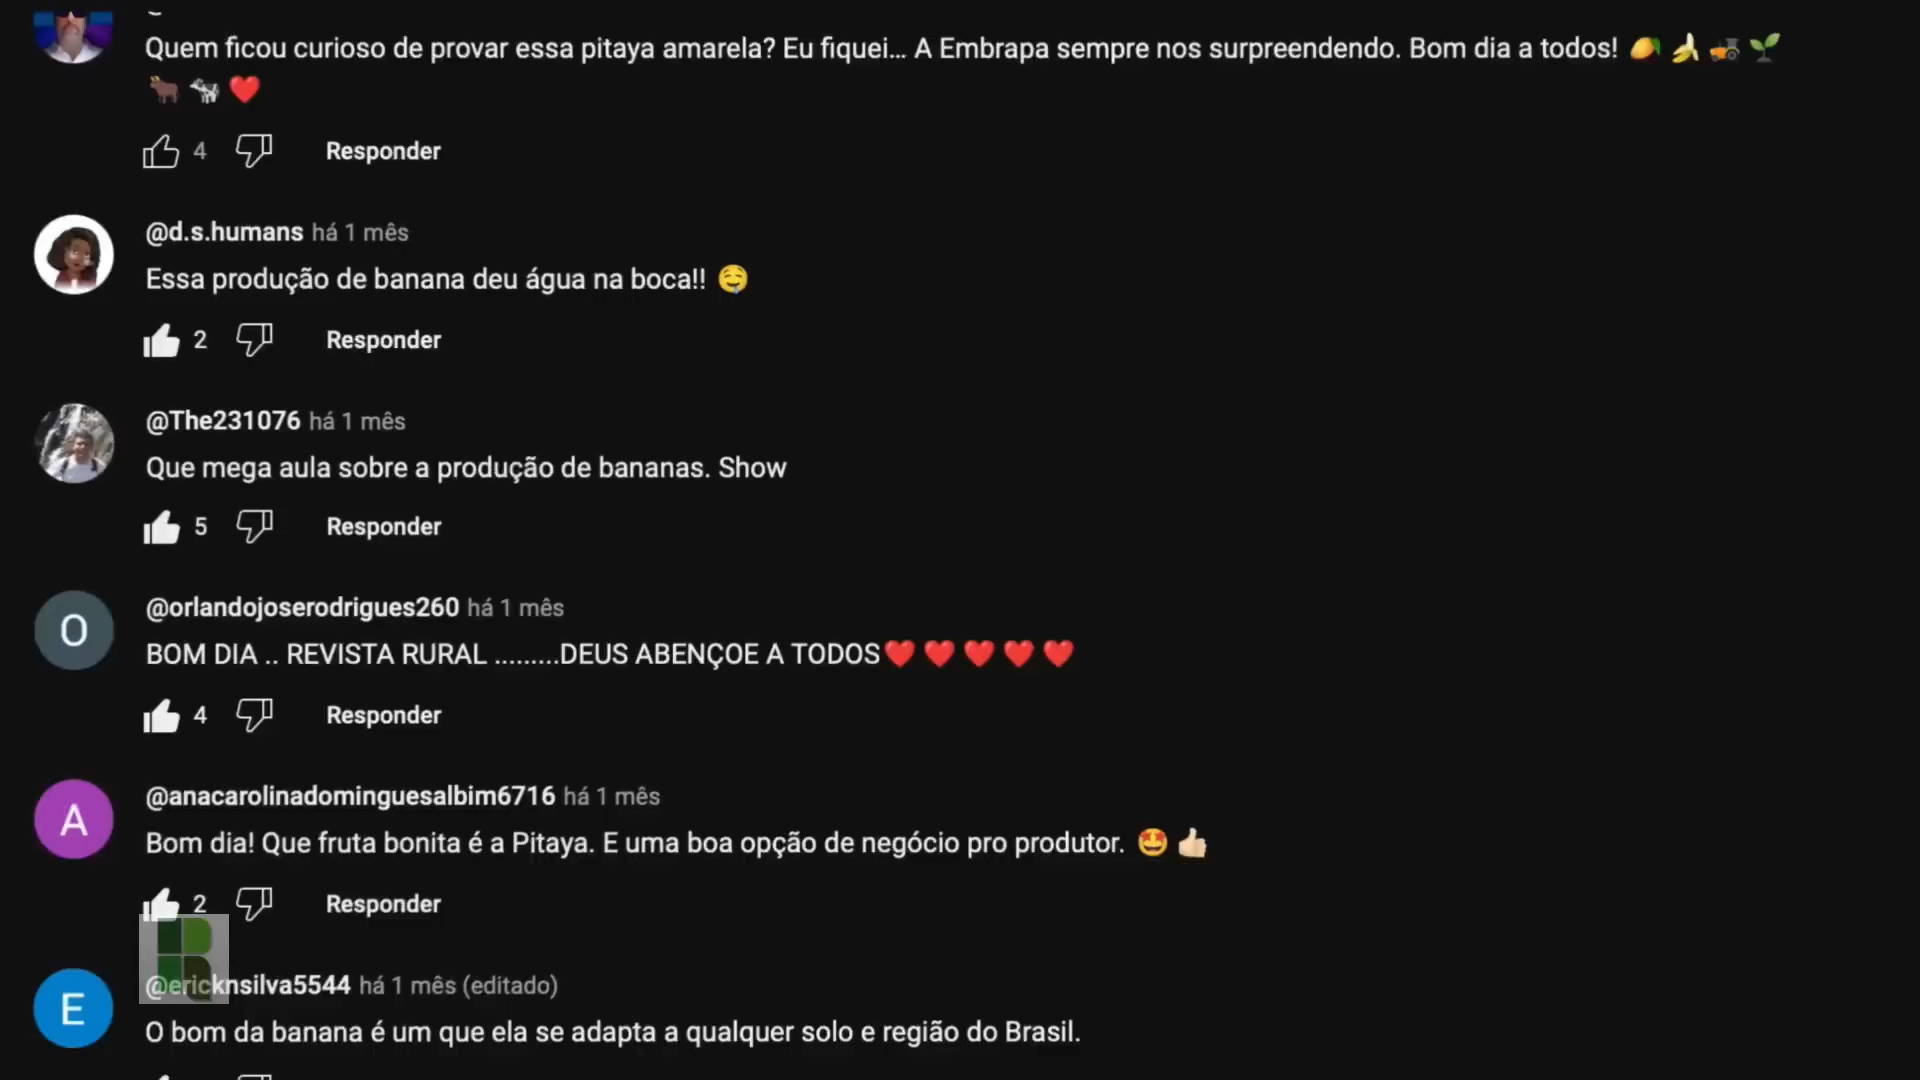 Quem ficou curioso de provar essa pitaya amarela? Eu fiquei... A Embrapa sempre nos surpreendendo. Bom dia a todos! 🥭 🍌 🚜 🌱
🐂 🐄 ❤️
4 Responder
@d.s.humans há 1 mês
Essa produção de banana deu água na boca!! 🤤
2 Responder
@The231076 há 1 mês
Que mega aula sobre a produção de bananas. Show
5 Responder
O
@orlandojoserodrigues260 há 1 mês
BOM DIA .. REVISTA RURAL .........DEUS ABENÇOE A TODOS❤️ ❤️ ❤️ ❤️ ❤️
4 Responder
A
@anacarolinadominguesalbim6716 há 1 mês
Bom dia! Que fruta bonita é a Pitaya. E uma boa opção de negócio pro produtor. 🤩 👍🏻
2 Responder
E
@ericknsilva5544 há 1 mês (editado)
O bom da banana é um que ela se adapta a qualquer solo e região do Brasil.